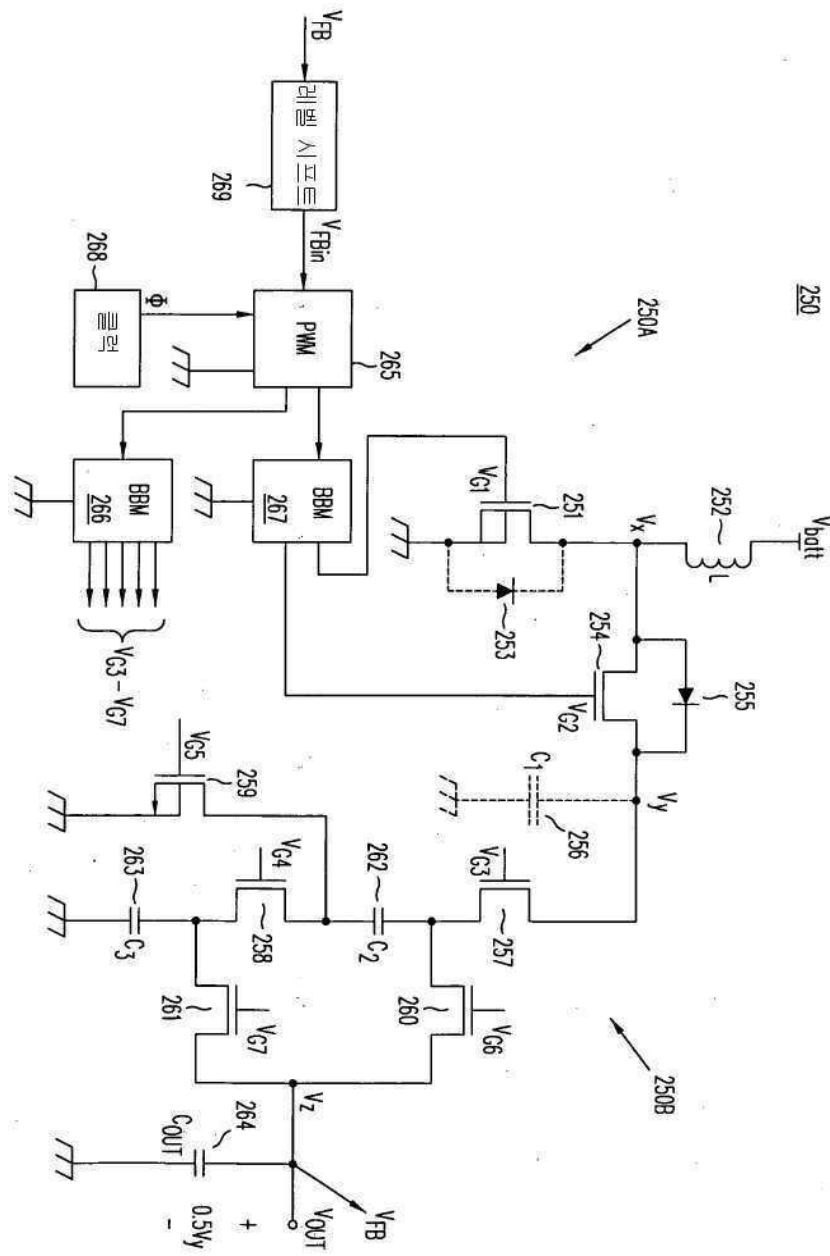 250
V_batt
252
L
250A
250B
255
254
V_G2
V_x
V_y
251
V_G1
253
C_1
256
V_G3
257
V_G6
260
262
C_2
V_G4
258
V_G7
261
259
V_G5
263
C_3
V_Z
264
C_OUT
V_FB
V_OUT
+
0.5V_y
-
265
PWM
BBM
267
BBM
266
V_G3 - V_G7
V_FB
레벨 시프트
269
V_FBin
Φ
268